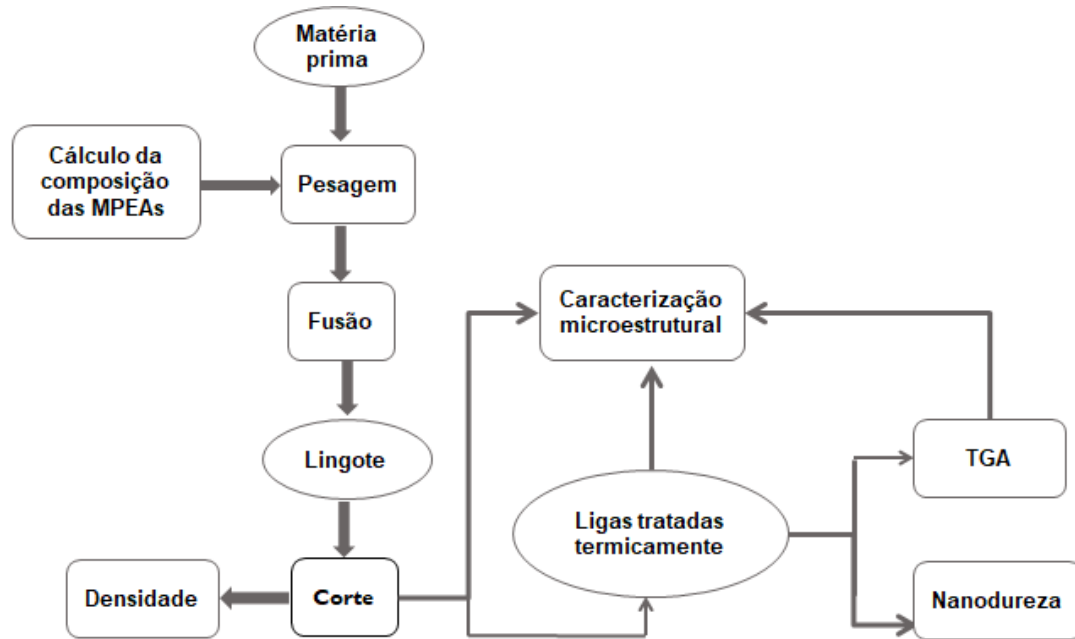 Matéria
prima
Cálculo da
composição
das MPEAs
Pesagem
Fusão
Caracterização
microestrutural
Lingote
TGA
Ligas tratadas
termicamente
Densidade
Corte
Nanodureza